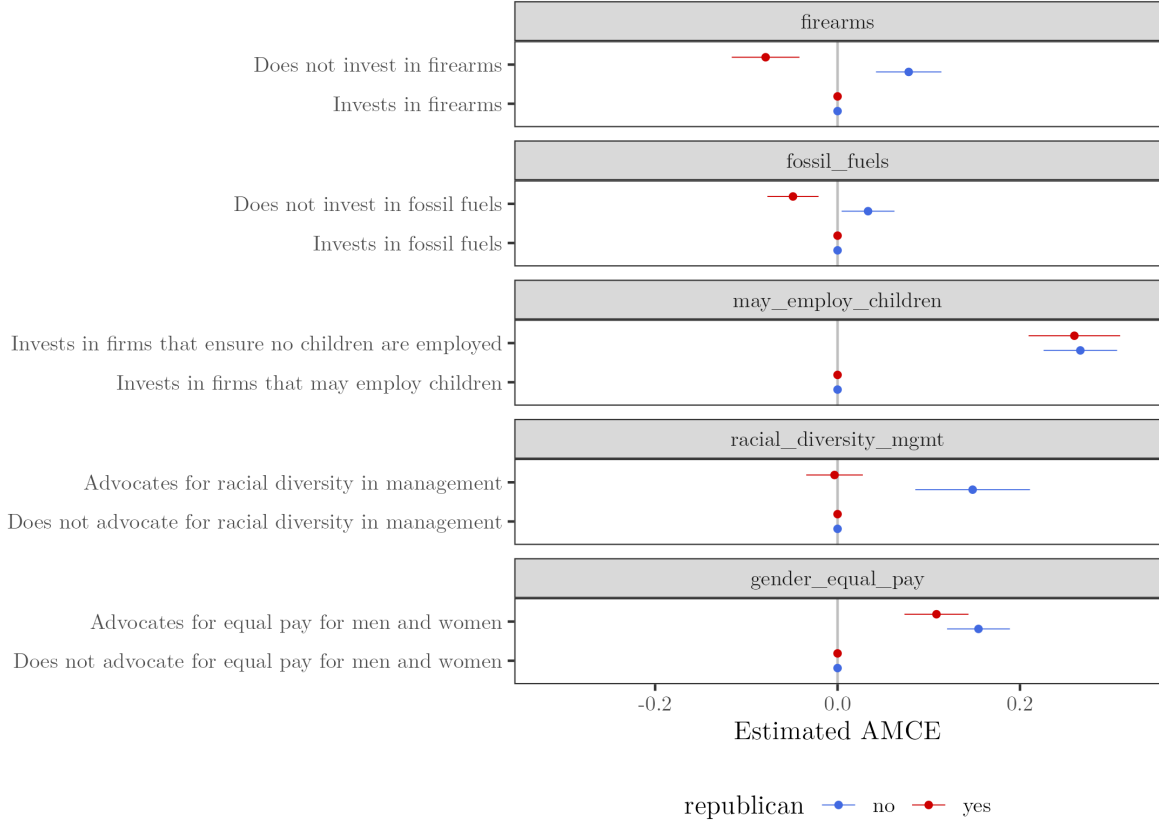 firearms
Does not invest in firearms
Invests in firearms
fossil_fuels
Does not invest in fossil fuels
Invests in fossil fuels
may_employ_children
Invests in firms that ensure no children are employed
Invests in firms that may employ children
racial_diversity_mgmt
Advocates for racial diversity in management
Does not advocate for racial diversity in management
gender_equal_pay
Advocates for equal pay for men and women
Does not advocate for equal pay for men and women
-0.2 0.0 0.2
Estimated AMCE
republican no yes